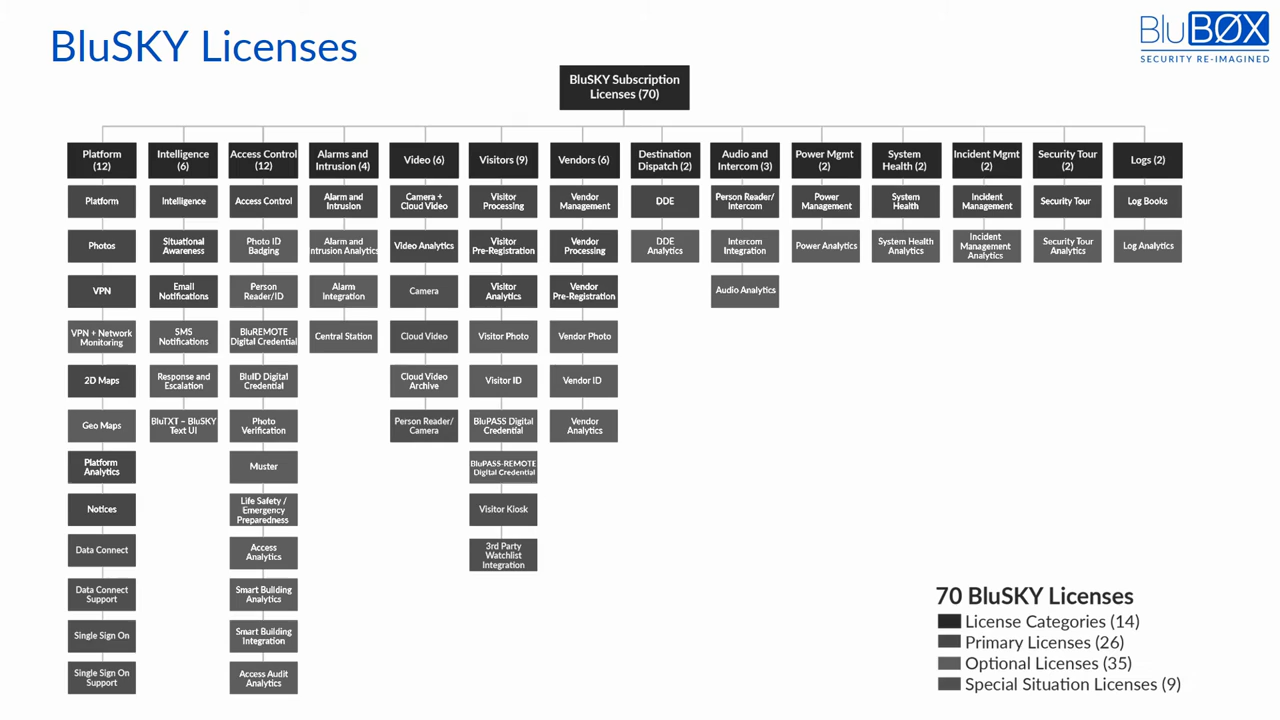 BluSKY Licenses
BluBØX
SECURITY RE-IMAGINED
BluSKY Subscription
Licenses (70)
Platform
(12)
Platform
Photos
VPN
VPN + Network
Monitoring
2D Maps
Geo Maps
Platform
Analytics
Notices
Data Connect
Data Connect
Support
Single Sign On
Single Sign On
Support
Intelligence
(6)
Intelligence
Situational
Awareness
Email
Notifications
SMS
Notifications
Response and
Escalation
BluTXT – BluSKY
Text UI
Access Control
(12)
Access Control
Photo ID
Badging
Person
Reader/ID
BluREMOTE
Digital Credential
BluID Digital
Credential
Photo
Verification
Muster
Life Safety /
Emergency
Preparedness
Access
Analytics
Smart Building
Analytics
Smart Building
Integration
Access Audit
Analytics
Alarms and
Intrusion (4)
Alarm and
Intrusion
Alarm and
Intrusion Analytics
Alarm
Integration
Central Station
Video (6)
Camera +
Cloud Video
Video Analytics
Camera
Cloud Video
Cloud Video
Archive
Person Reader/
Camera
Visitors (9)
Visitor
Processing
Visitor
Pre-Registration
Visitor
Analytics
Visitor Photo
Visitor ID
BluPASS Digital
Credential
BluPASS-REMOTE
Digital Credential
Visitor Kiosk
3rd Party
Watchlist
Integration
Vendors (6)
Vendor
Management
Vendor
Processing
Vendor
Pre-Registration
Vendor Photo
Vendor ID
Vendor
Analytics
Destination
Dispatch (2)
DDE
DDE
Analytics
Audio and
Intercom (3)
Person Reader/
Intercom
Intercom
Integration
Audio Analytics
Power Mgmt
(2)
Power
Management
Power Analytics
System
Health (2)
System
Health
System Health
Analytics
Incident Mgmt
(2)
Incident
Management
Incident
Management
Analytics
Security Tour
(2)
Security Tour
Security Tour
Analytics
Logs (2)
Log Books
Log Analytics
70 BluSKY Licenses
License Categories (14)
Primary Licenses (26)
Optional Licenses (35)
Special Situation Licenses (9)